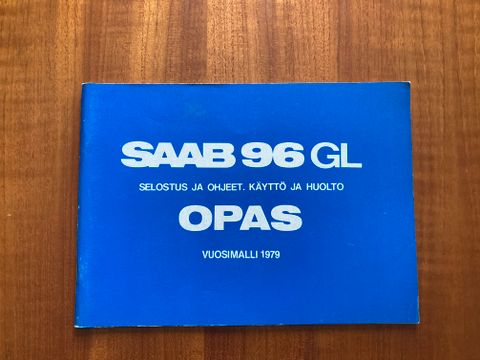 SAAB 96 GL
SELOSTUS JA OHJEET. KÄYTTÖ JA HUOLTO
OPAS
VUOSIMALLI 1979